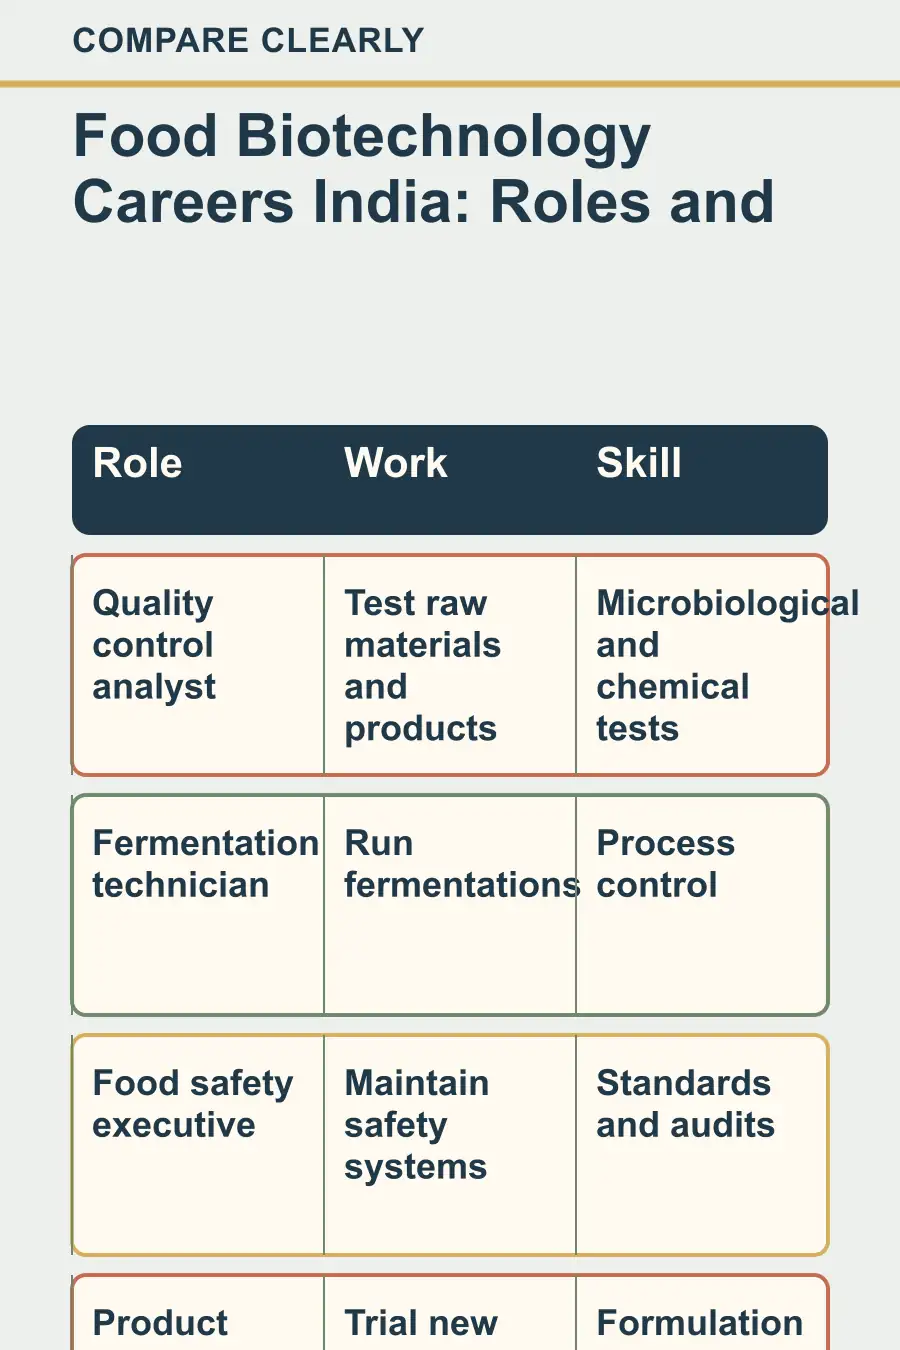 COMPARE CLEARLY
Food Biotechnology
Careers India: Roles and
Role Work Skill
Quality
control
analyst
Test raw
materials
and
products
Microbiological
and
chemical
tests
Fermentation
technician
Run
fermentations
Process
control
Food safety
executive
Maintain
safety
systems
Standards
and audits
Product
Trial new
Formulation